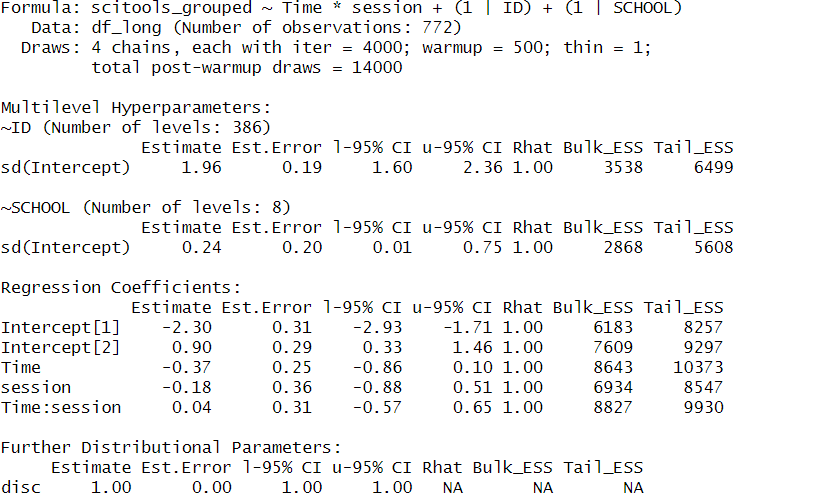 Formula: scitools_grouped ~ Time * session + (1 | ID) + (1 | SCHOOL)
Data: df_long (Number of observations: 772)
Draws: 4 chains, each with iter = 4000; warmup = 500; thin = 1;
total post-warmup draws = 14000
Multilevel Hyperparameters:
~ID (Number of levels: 386)
Estimate Est.Error l-95% CI u-95% CI Rhat Bulk_ESS Tail_ESS
sd(Intercept) 1.96 0.19 1.60 2.36 1.00 3538 6499
~SCHOOL (Number of levels: 8)
Estimate Est.Error l-95% CI u-95% CI Rhat Bulk_ESS Tail_ESS
sd(Intercept) 0.24 0.20 0.01 0.75 1.00 2868 5608
Regression Coefficients:
Estimate Est.Error l-95% CI u-95% CI Rhat Bulk_ESS Tail_ESS
Intercept[1] -2.30 0.31 -2.93 -1.71 1.00 6183 8257
Intercept[2] 0.90 0.29 0.33 1.46 1.00 7609 9297
Time -0.37 0.25 -0.86 0.10 1.00 8643 10373
session -0.18 0.36 -0.88 0.51 1.00 6934 8547
Time:session 0.04 0.31 -0.57 0.65 1.00 8827 9930
Further Distributional Parameters:
Estimate Est.Error l-95% CI u-95% CI Rhat Bulk_ESS Tail_ESS
disc 1.00 0.00 1.00 1.00 NA NA NA